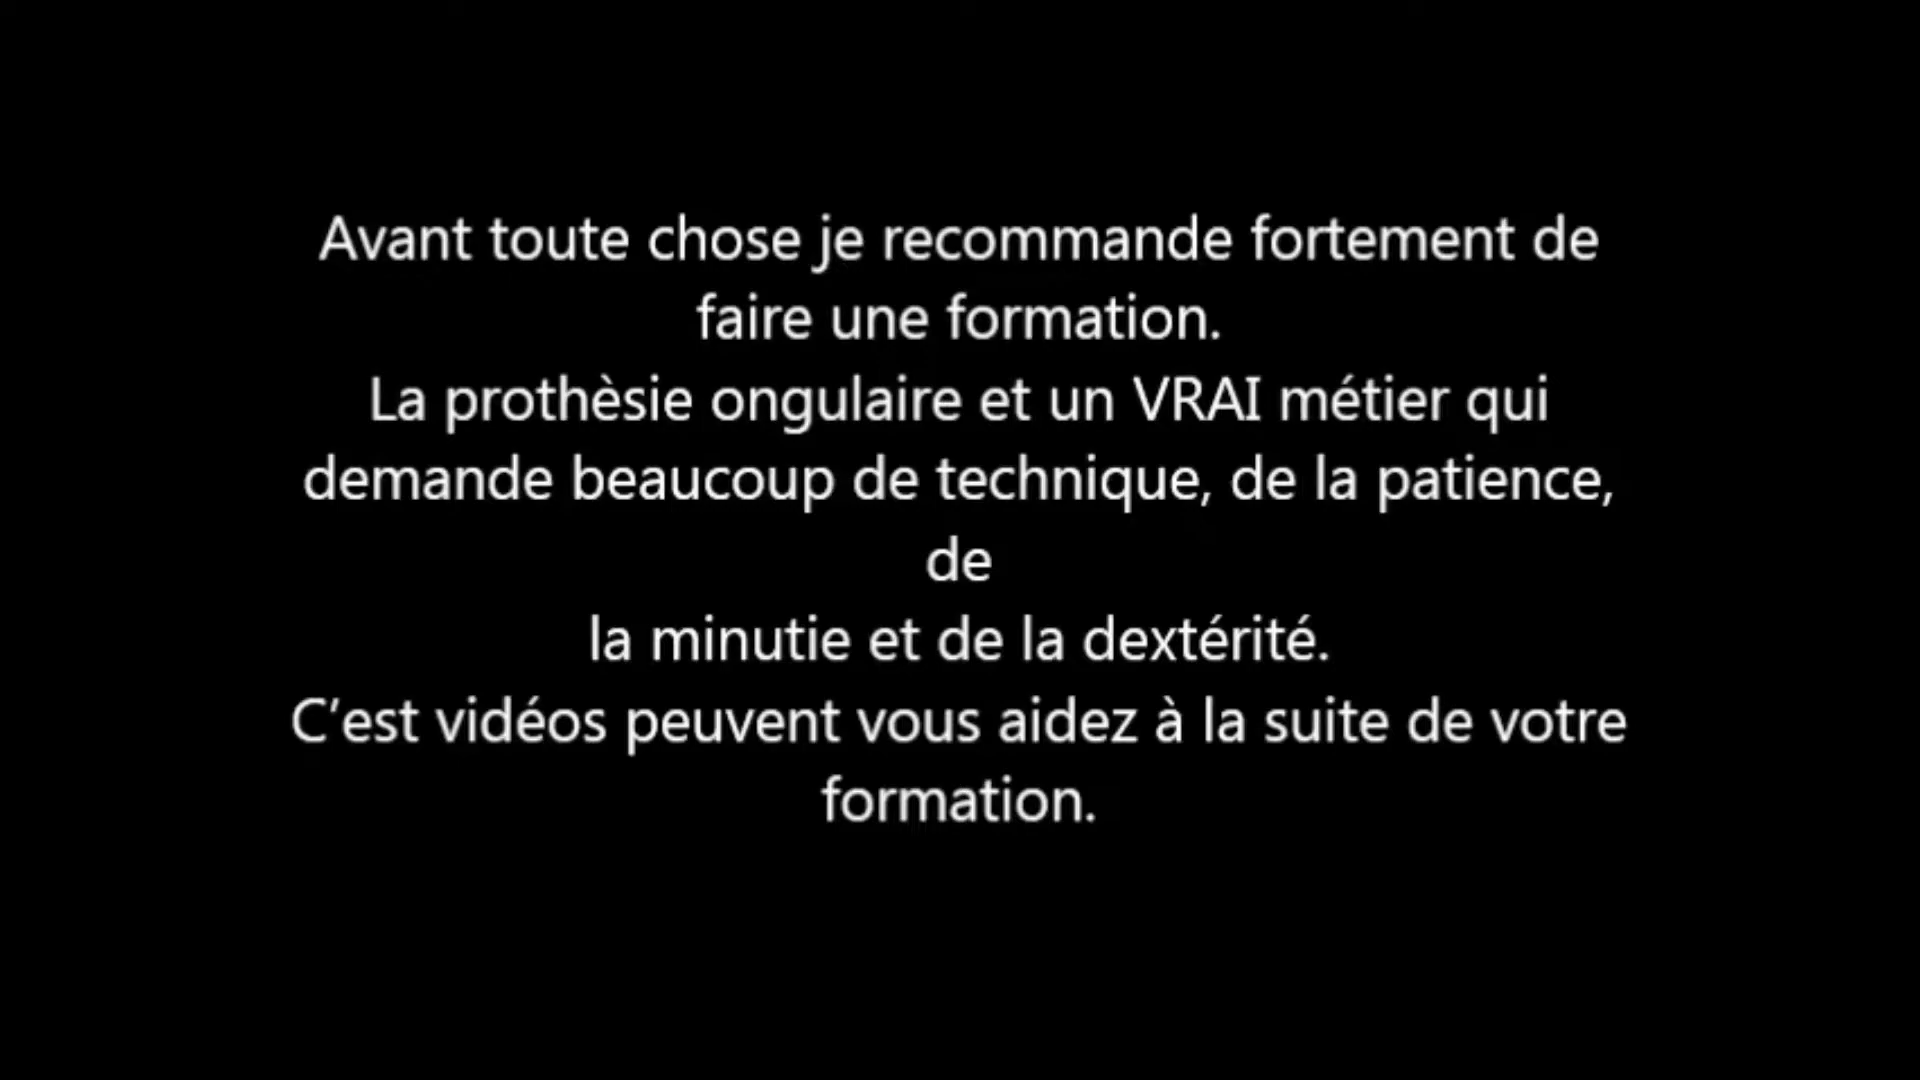 Avant toute chose je recommande fortement de
faire une formation.
La prothèsie ongulaire et un VRAI métier qui
demande beaucoup de technique, de la patience,
de
la minutie et de la dextérité.
C’est vidéos peuvent vous aidez à la suite de votre
formation.